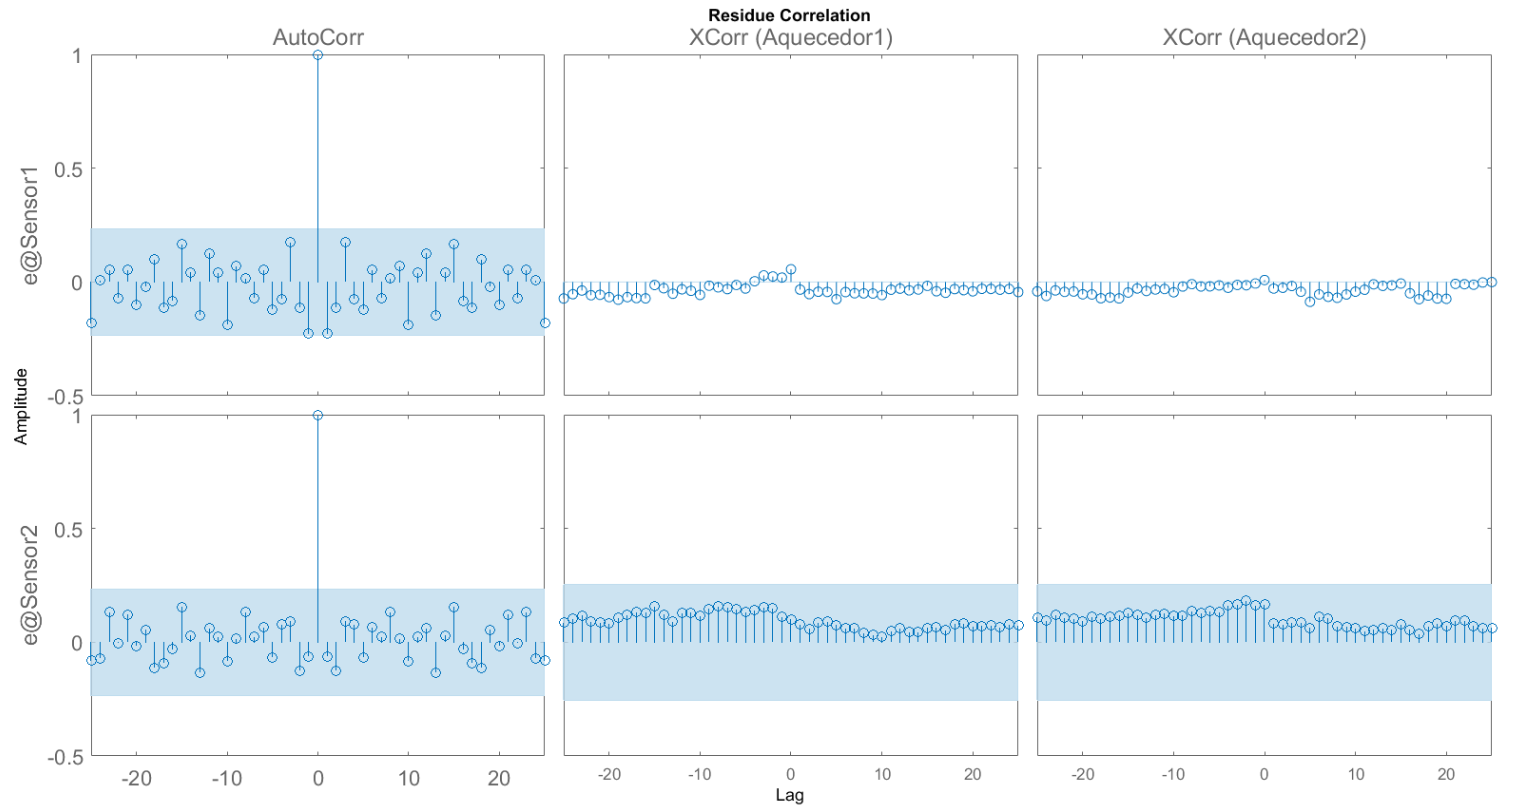 Residue Correlation
AutoCorr
XCorr (Aquecedor1)
XCorr (Aquecedor2)
Amplitude
e@Sensor1
1
0.5
0
-0.5
e@Sensor2
1
0.5
0
-0.5
-20 -10 0 10 20
-20 -10 0 10 20
-20 -10 0 10 20
Lag